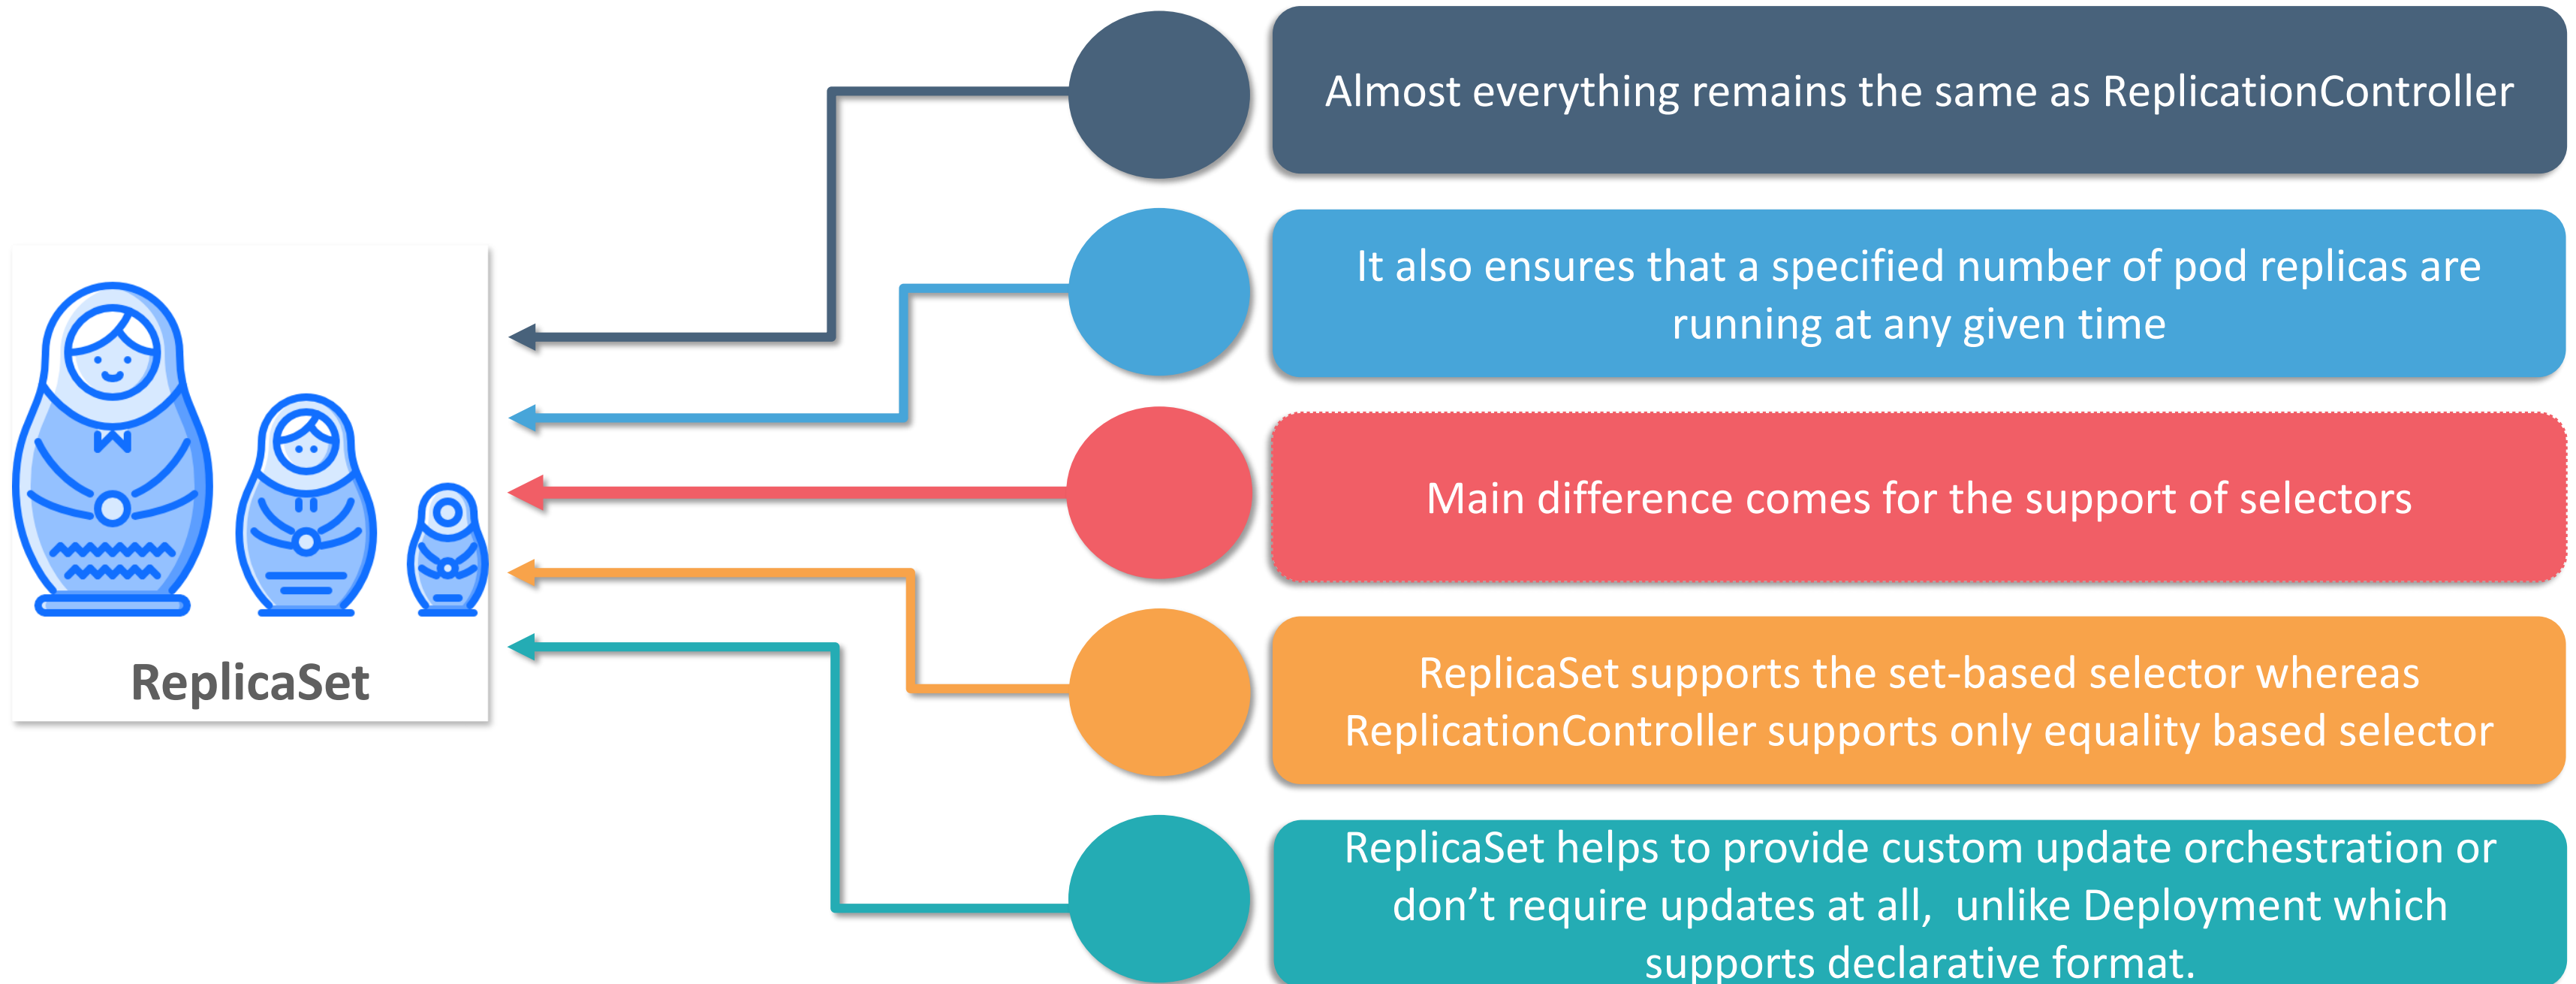 Almost everything remains the same as ReplicationController
It also ensures that a specified number of pod replicas are
running at any given time
Main difference comes for the support of selectors
ReplicaSet supports the set-based selector whereas
ReplicationController supports only equality based selector
ReplicaSet helps to provide custom update orchestration or
don’t require updates at all,  unlike Deployment which
supports declarative format.
ReplicaSet